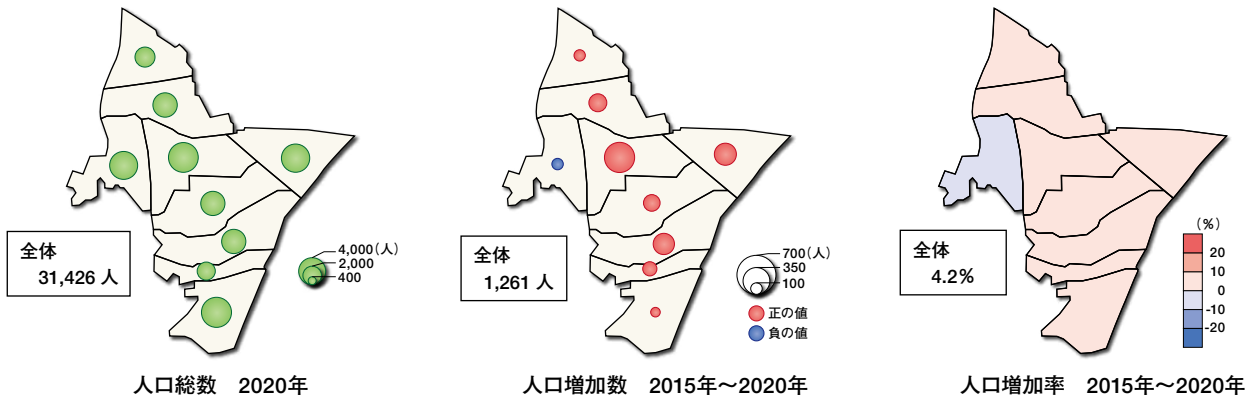 全体
31,426 人
4,000(人)
2,000
400
人口総数 2020年
全体
1,261 人
700(人)
350
100
正の値
負の値
人口増加数 2015年~2020年
全体
4.2%
(%)
20
10
0
-10
-20
人口増加率 2015年~2020年